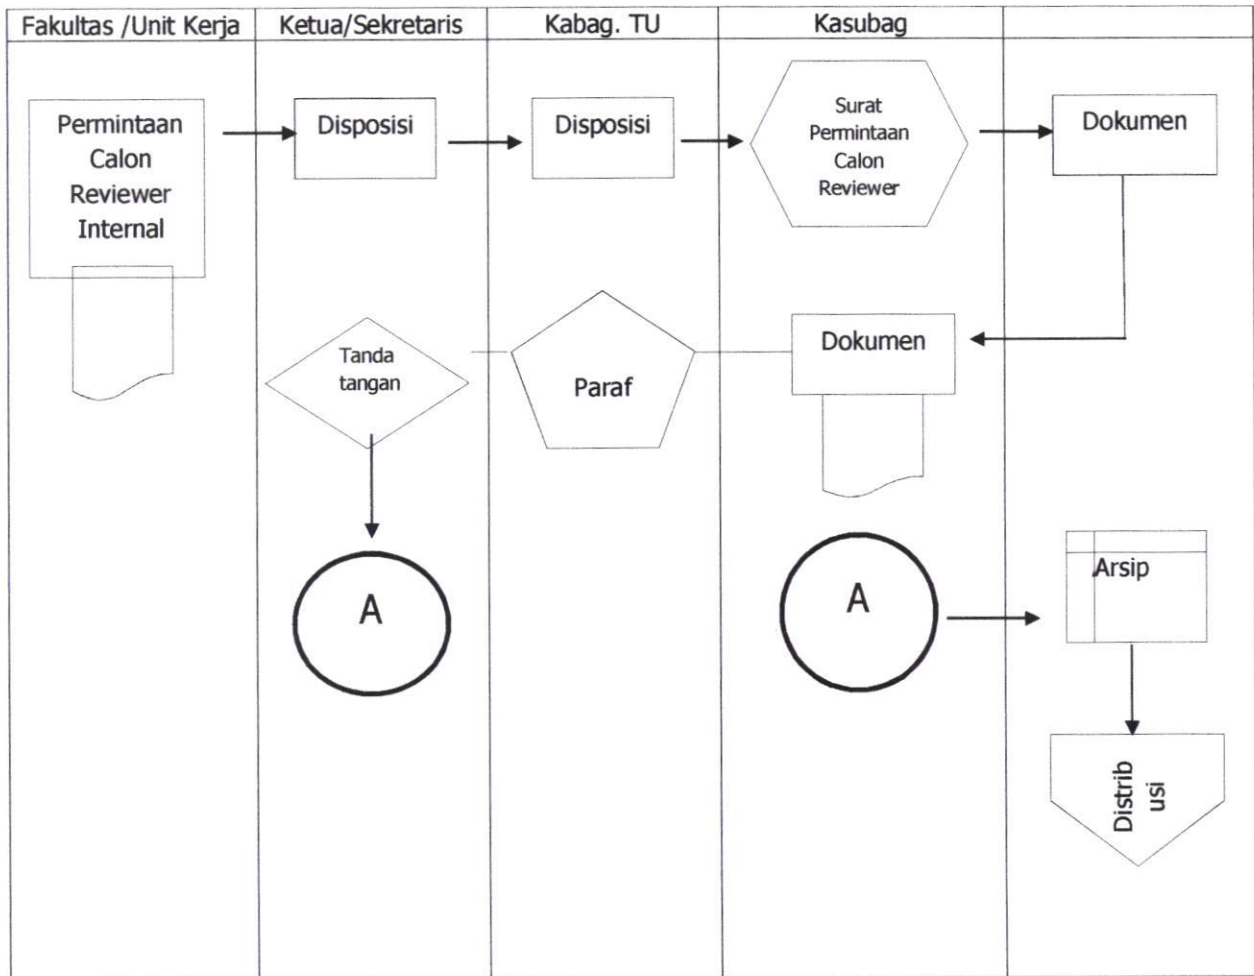 Fakultas /Unit Kerja
Ketua/Sekretaris
Kabag. TU
Kasubag
Permintaan
Calon
Reviewer
Internal
Disposisi
Disposisi
Surat
Permintaan
Calon
Reviewer
Dokumen
Tanda
tangan
Paraf
Dokumen
A
A
Arsip
Distrib
usi